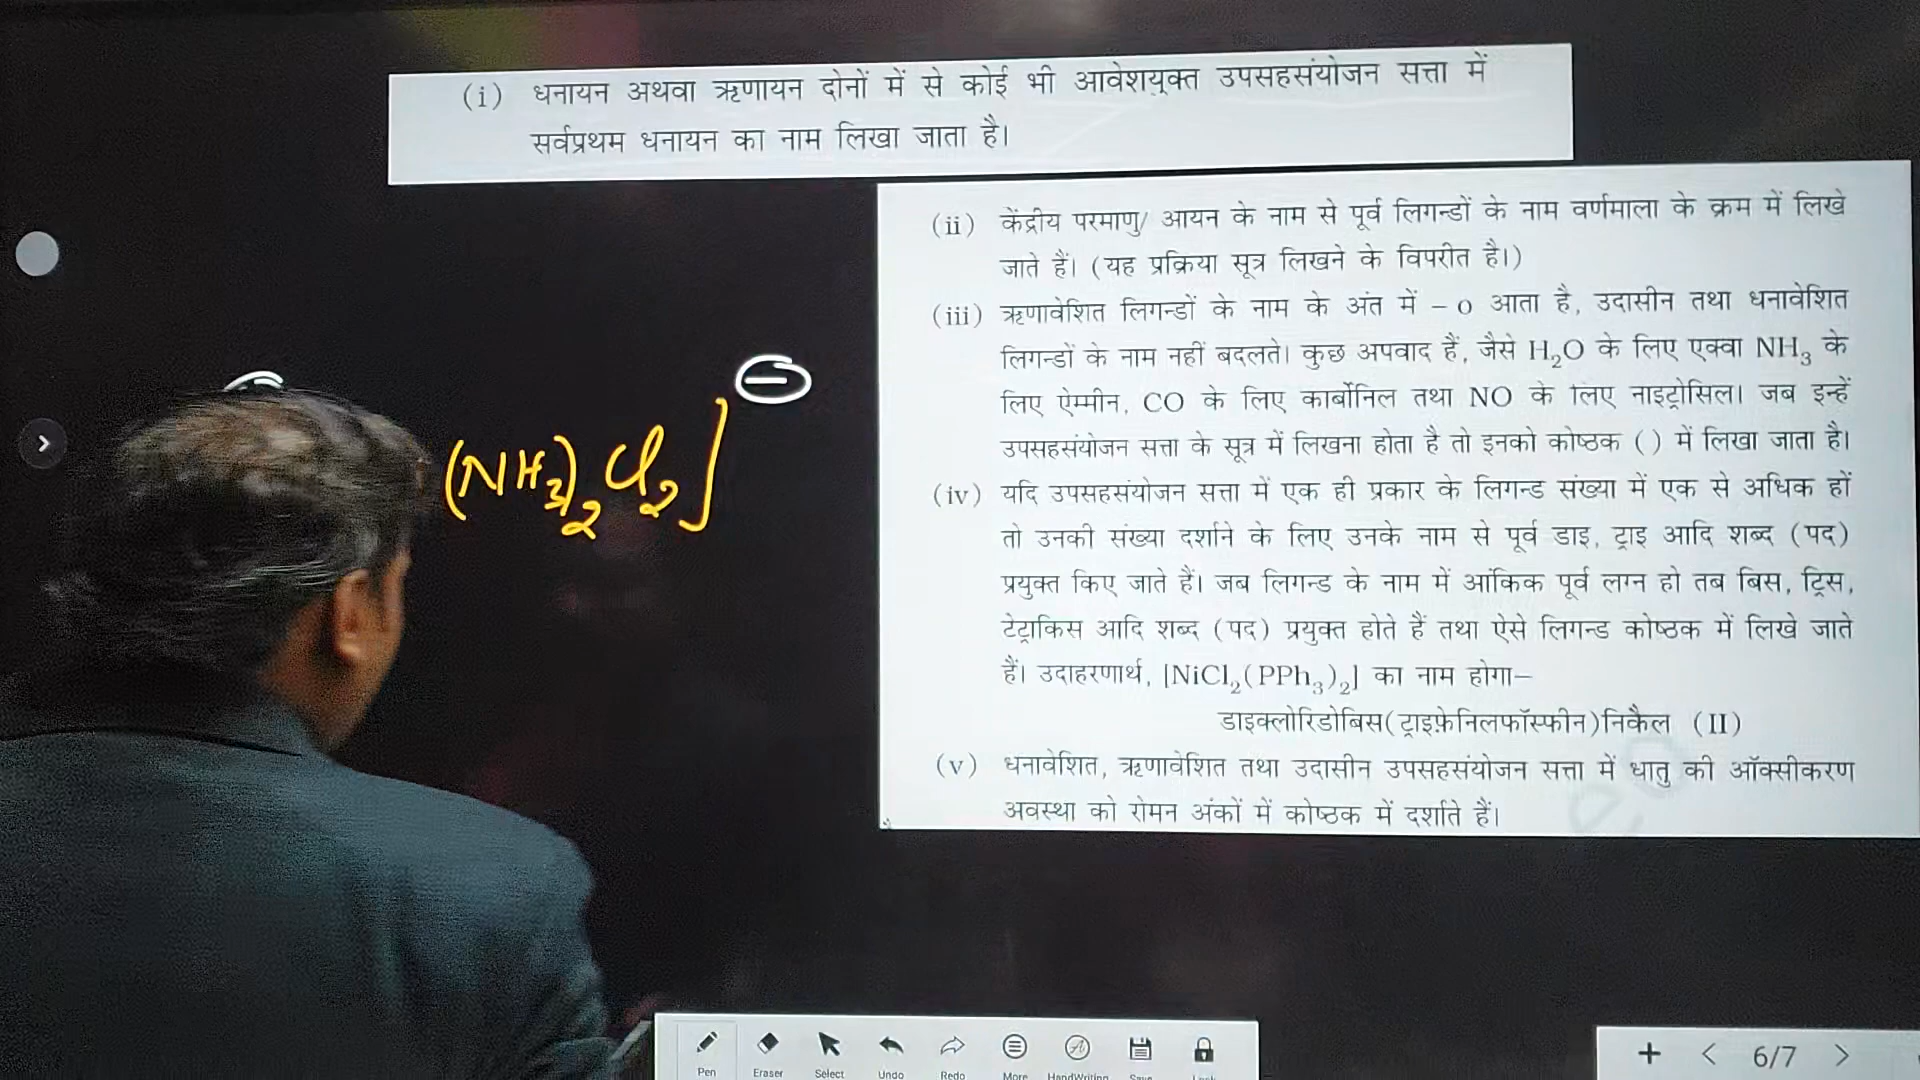 (i) धनायन अथवा ऋणायन दोनों में से कोई भी आवेशयुक्त उपसहसंयोजन सत्ता में
सर्वप्रथम धनायन का नाम लिखा जाता है।
(ii) केंद्रीय परमाणु/ आयन के नाम से पूर्व लिगन्डों के नाम वर्णमाला के क्रम में लिखे
जाते हैं। (यह प्रक्रिया सूत्र लिखने के विपरीत है।)
(iii) ऋणावेशित लिगन्डों के नाम के अंत में – o आता है, उदासीन तथा धनावेशित
लिगन्डों के नाम नहीं बदलते। कुछ अपवाद हैं, जैसे H₂O के लिए एक्वा NH₃ के
लिए ऐम्मीन, CO के लिए कार्बोनिल तथा NO के लिए नाइट्रोसिल। जब इन्हें
उपसहसंयोजन सत्ता के सूत्र में लिखना होता है तो इनको कोष्ठक ( ) में लिखा जाता है।
(iv) यदि उपसहसंयोजन सत्ता में एक ही प्रकार के लिगन्ड संख्या में एक से अधिक हों
तो उनकी संख्या दर्शाने के लिए उनके नाम से पूर्व डाइ, ट्राइ आदि शब्द (पद)
प्रयुक्त किए जाते हैं। जब लिगन्ड के नाम में आंकिक पूर्व लग्न हो तब बिस, ट्रिस,
टेट्राकिस आदि शब्द (पद) प्रयुक्त होते हैं तथा ऐसे लिगन्ड कोष्ठक में लिखे जाते
हैं। उदाहरणार्थ, [NiCl₂(PPh₃)₂] का नाम होगा–
डाइक्लोरिडोबिस(ट्राइफ़ेनिलफॉस्फीन)निकैल (II)
(v) धनावेशित, ऋणावेशित तथा उदासीन उपसहसंयोजन सत्ता में धातु की ऑक्सीकरण
अवस्था को रोमन अंकों में कोष्ठक में दर्शाते हैं।
(NH₃)₂ Cl₂]⊖
Pen Eraser Select Undo Redo More HandWriting
6/7